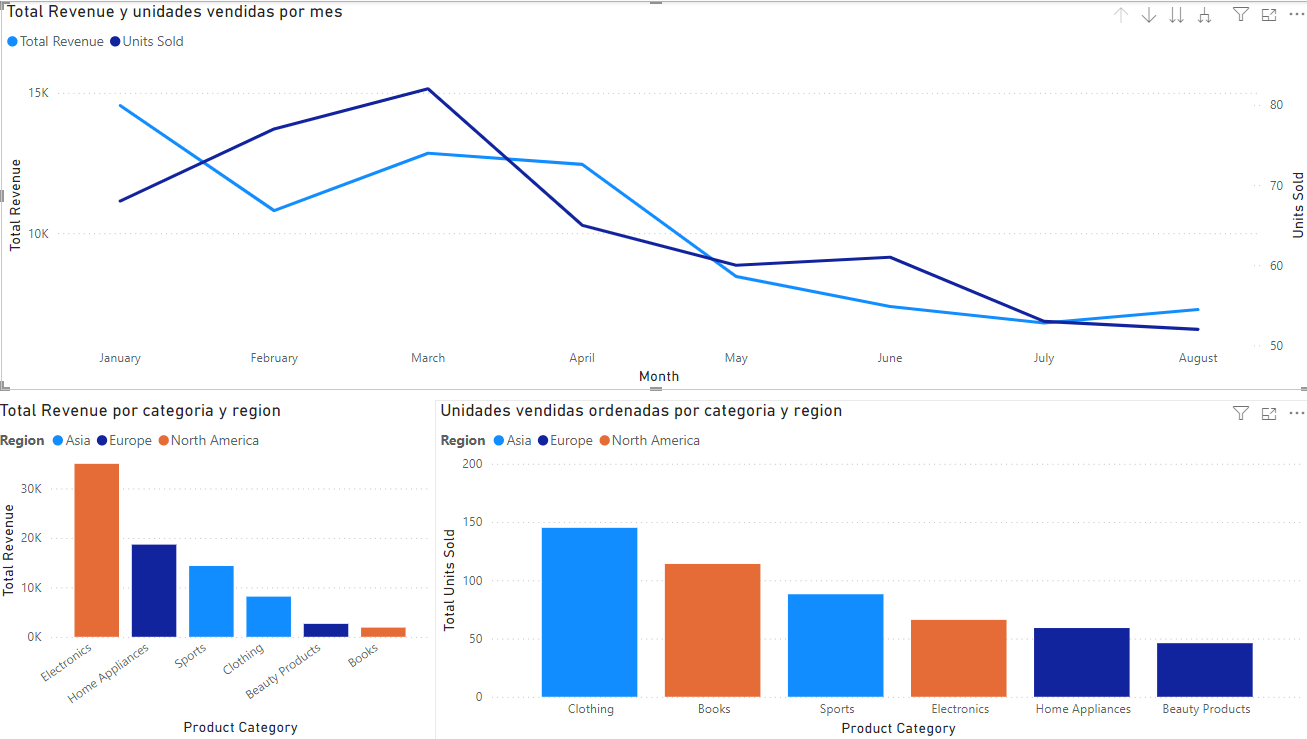 Total Revenue y unidades vendidas por mes
Total Revenue Units Sold
15K
10K
Total Revenue
80
70
60
50
Units Sold
January February March April May June July August
Month
Total Revenue por categoria y region
Region Asia Europe North America
30K
20K
10K
0K
Total Revenue
Electronics Home Appliances Sports Clothing Beauty Products Books
Product Category
Unidades vendidas ordenadas por categoria y region
Region Asia Europe North America
200
150
100
50
0
Total Units Sold
Clothing Books Sports Electronics Home Appliances Beauty Products
Product Category